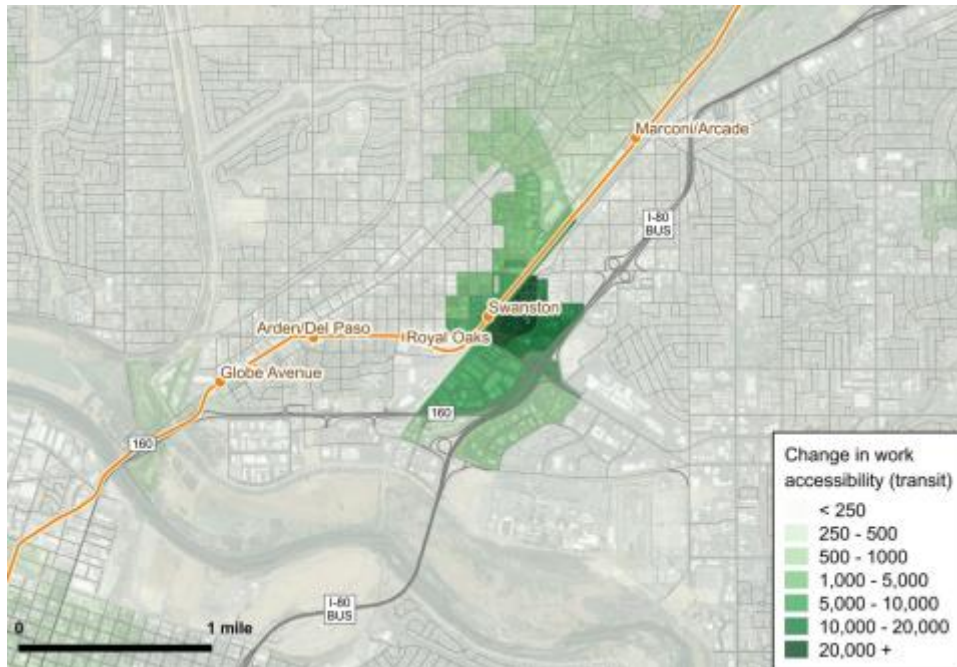 Marconi/Arcade
I-80
BUS
Swanston
Arden/Del Paso
Royal Oaks
Globe Avenue
160
160
I-80
BUS
0
1 mile
Change in work
accessibility (transit)
< 250
250 - 500
500 - 1000
1,000 - 5,000
5,000 - 10,000
10,000 - 20,000
20,000 +